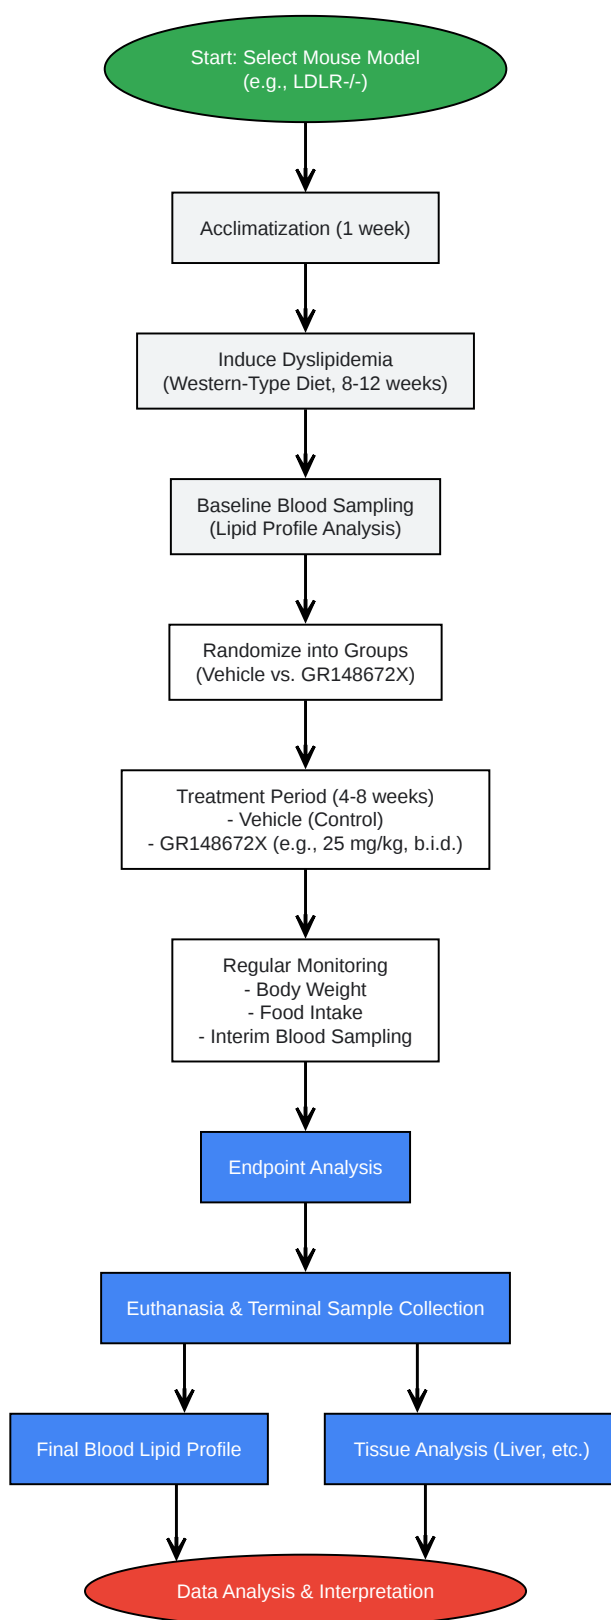 Start: Select Mouse Model
(e.g., LDLR-/-)
Acclimatization (1 week)
Induce Dyslipidemia
(Western-Type Diet, 8-12 weeks)
Baseline Blood Sampling
(Lipid Profile Analysis)
Randomize into Groups
(Vehicle vs. GR148672X)
Treatment Period (4-8 weeks)
- Vehicle (Control)
- GR148672X (e.g., 25 mg/kg, b.i.d.)
Regular Monitoring
- Body Weight
- Food Intake
- Interim Blood Sampling
Endpoint Analysis
Euthanasia & Terminal Sample Collection
Final Blood Lipid Profile
Tissue Analysis (Liver, etc.)
Data Analysis & Interpretation